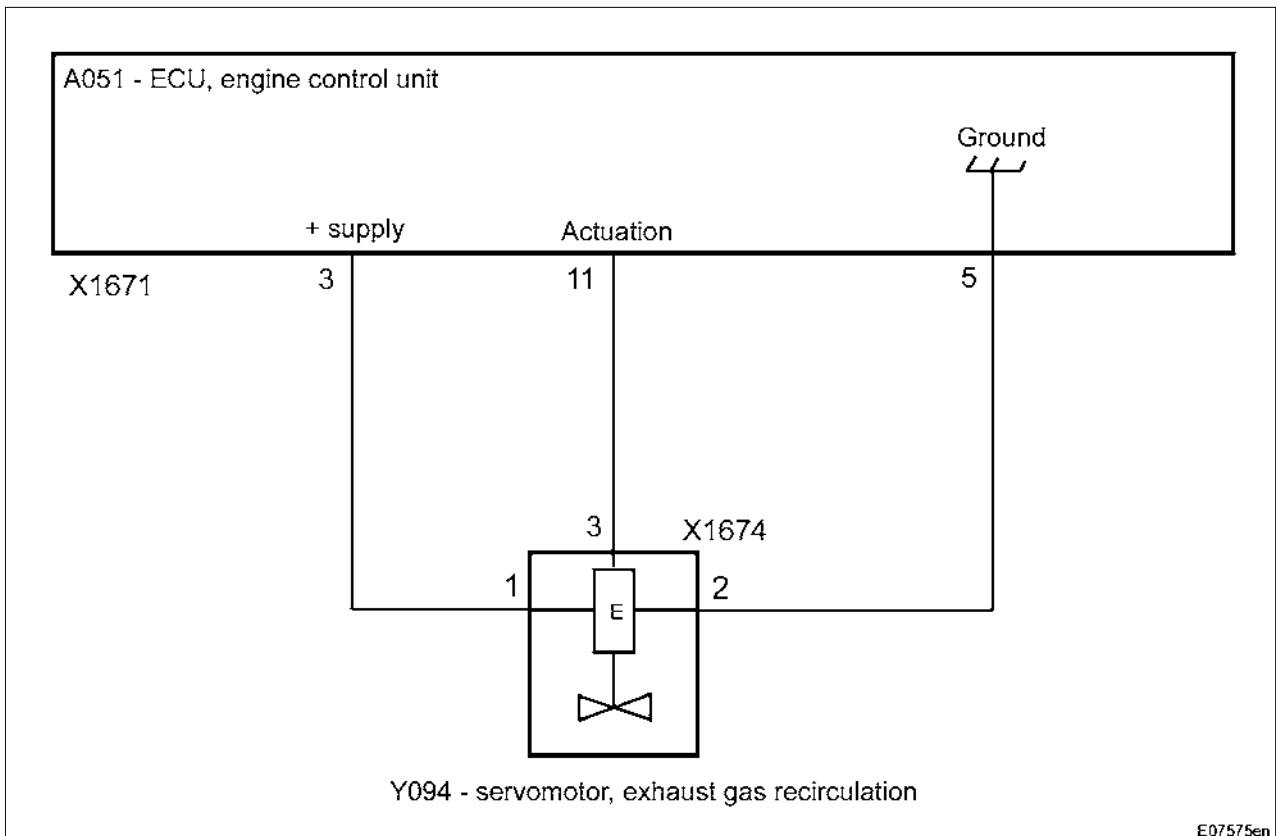 A051 - ECU, engine control unit
Ground
+ supply
Actuation
X1671
3
11
5
3
X1674
1
E
2
Y094 - servomotor, exhaust gas recirculation
E07575en